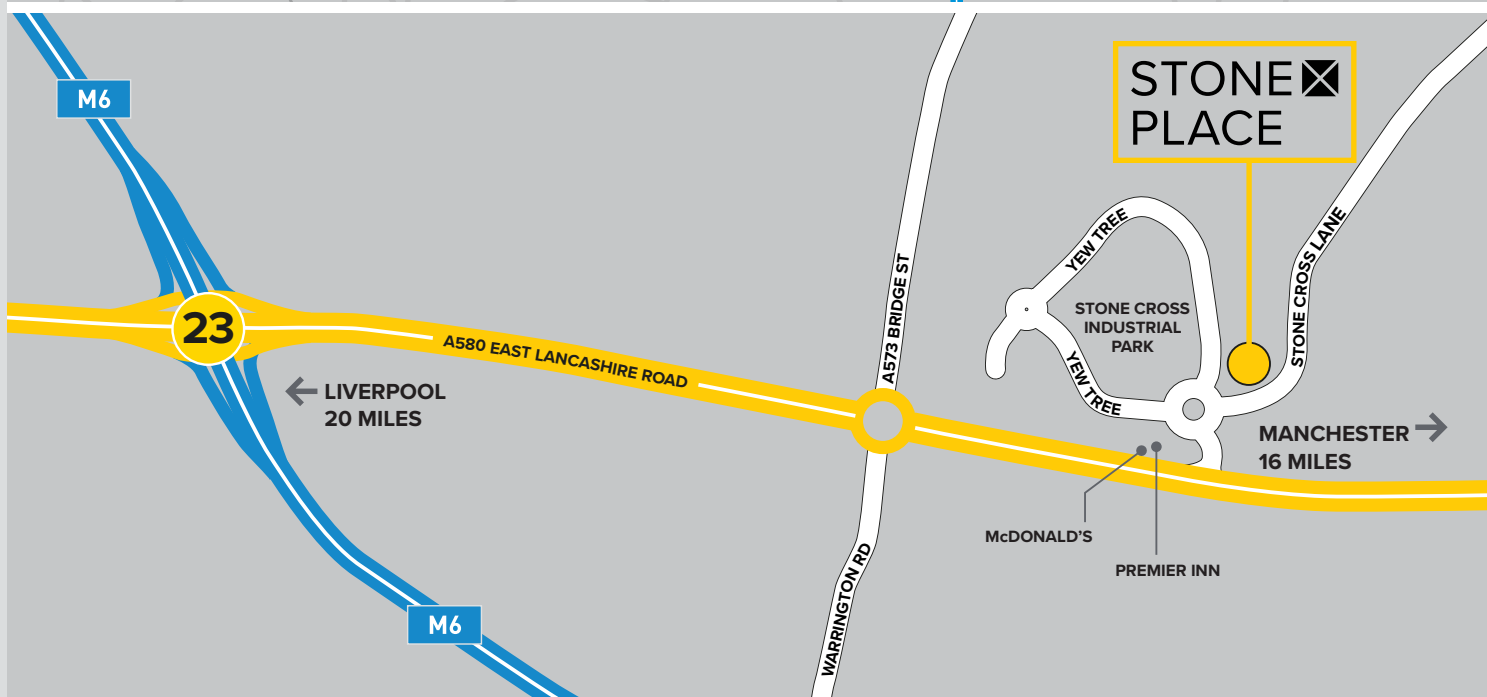 M6
STONE
PLACE
YEW TREE
STONE CROSS LANE
A573 BRIDGE ST
STONE CROSS
INDUSTRIAL
PARK
23
A580 EAST LANCASHIRE ROAD
YEW TREE
LIVERPOOL
20 MILES
MANCHESTER
16 MILES
McDONALD'S
PREMIER INN
WARRINGTON RD
M6